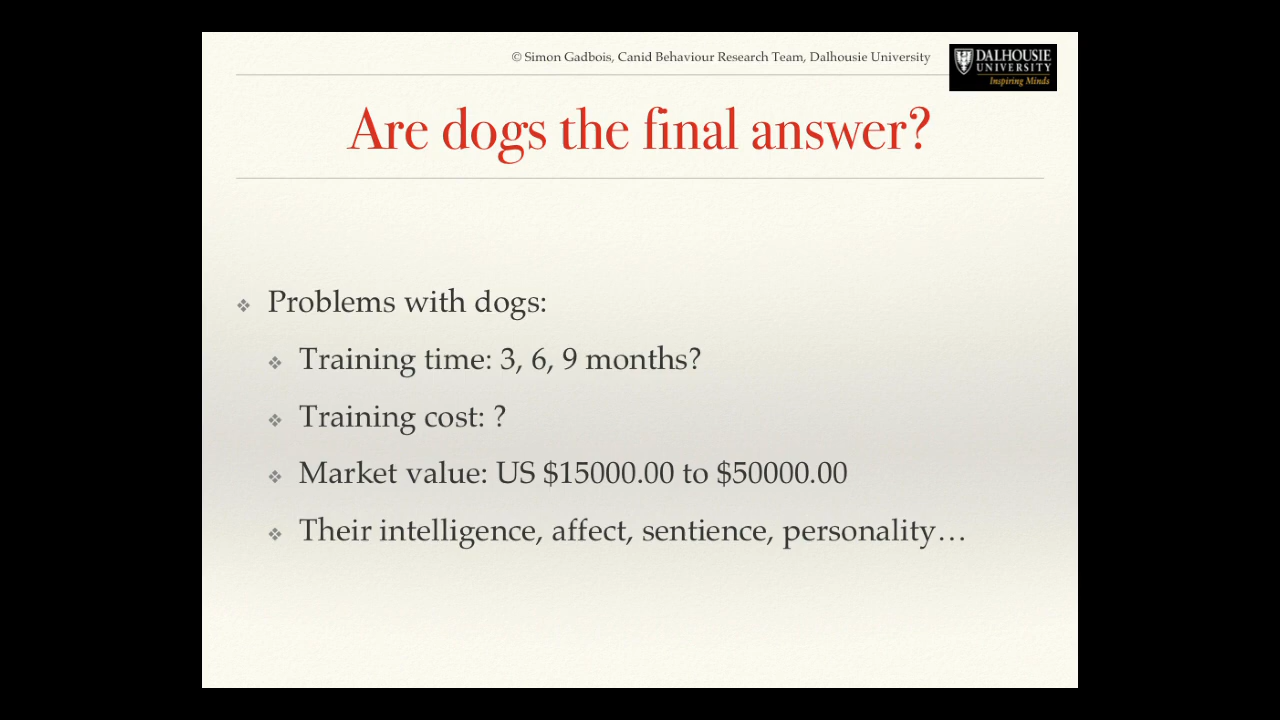 © Simon Gadbois, Canid Behaviour Research Team, Dalhousie University
DALHOUSIE
UNIVERSITY
Inspiring Minds
Are dogs the final answer?
❖ Problems with dogs:
❖ Training time: 3, 6, 9 months?
❖ Training cost: ?
❖ Market value: US $15000.00 to $50000.00
❖ Their intelligence, affect, sentience, personality…